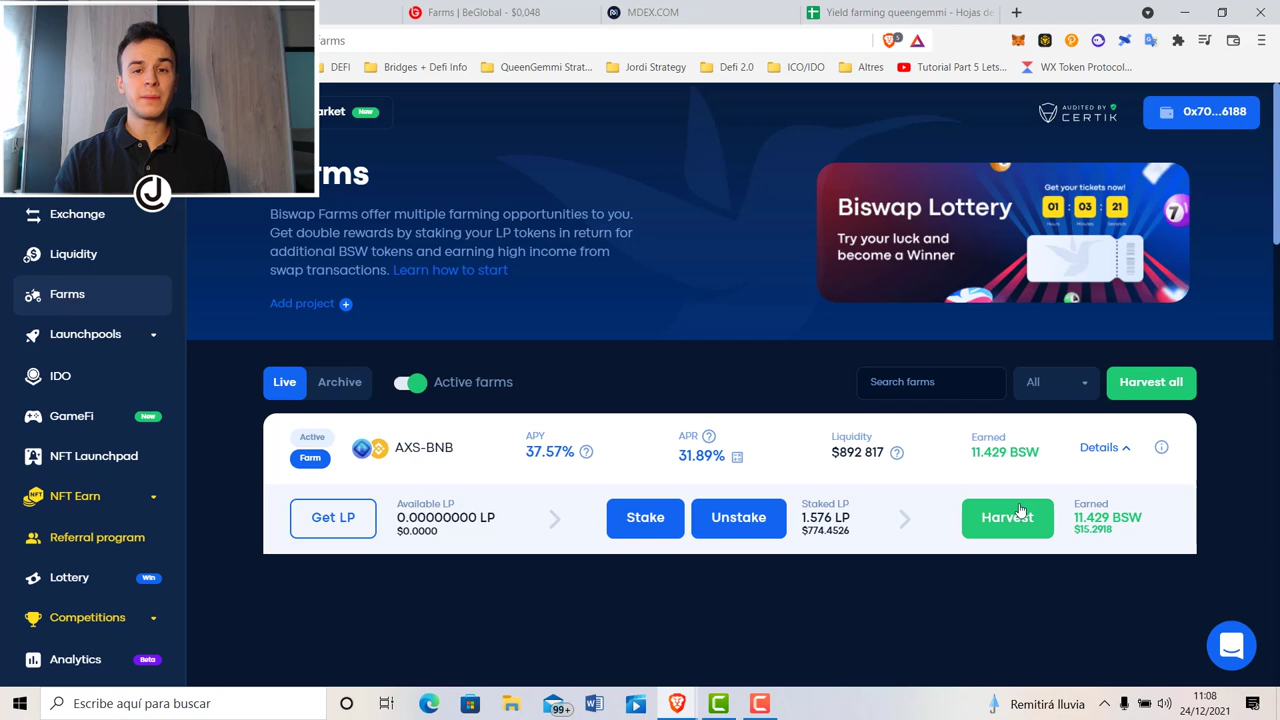 Farms | BeGlobal - $0,048
MDEX.COM
Yield farming queengemmi - Hojas de
arms
5
DEFI
Bridges + Defi Info
QueenGemmi Strat...
Jordi Strategy
Defi 2.0
ICO/IDO
Altres
Tutorial Part 5 Lets...
WX Token Protocol...
arket
New
AUDITED BY
CERTIK
0x70...6188
J
rms
Biswap Farms offer multiple farming opportunities to you.
Get double rewards by staking your LP tokens in return for
additional BSW tokens and earning high income from
swap transactions. Learn how to start
Add project
Biswap Lottery
Try your luck and
become a Winner
Get your tickets now!
01 : 03 : 21
Hours Minutes Seconds
7
Exchange
Liquidity
Farms
Launchpools
IDO
GameFi
New
NFT Launchpad
NFT Earn
Referral program
Lottery
Win
Competitions
Analytics
Beta
Live
Archive
Active farms
Search farms
All
Harvest all
Active
Farm
AXS-BNB
APY
37.57%
APR
31.89%
Liquidity
$892 817
Earned
11.429 BSW
Details
Get LP
Available LP
0.00000000 LP
$0.0000
Stake
Unstake
Staked LP
1.576 LP
$774.4526
Harvest
Earned
11.429 BSW
$15.2918
Escribe aquí para buscar
99+
Remitirá lluvia
11:08
24/12/2021